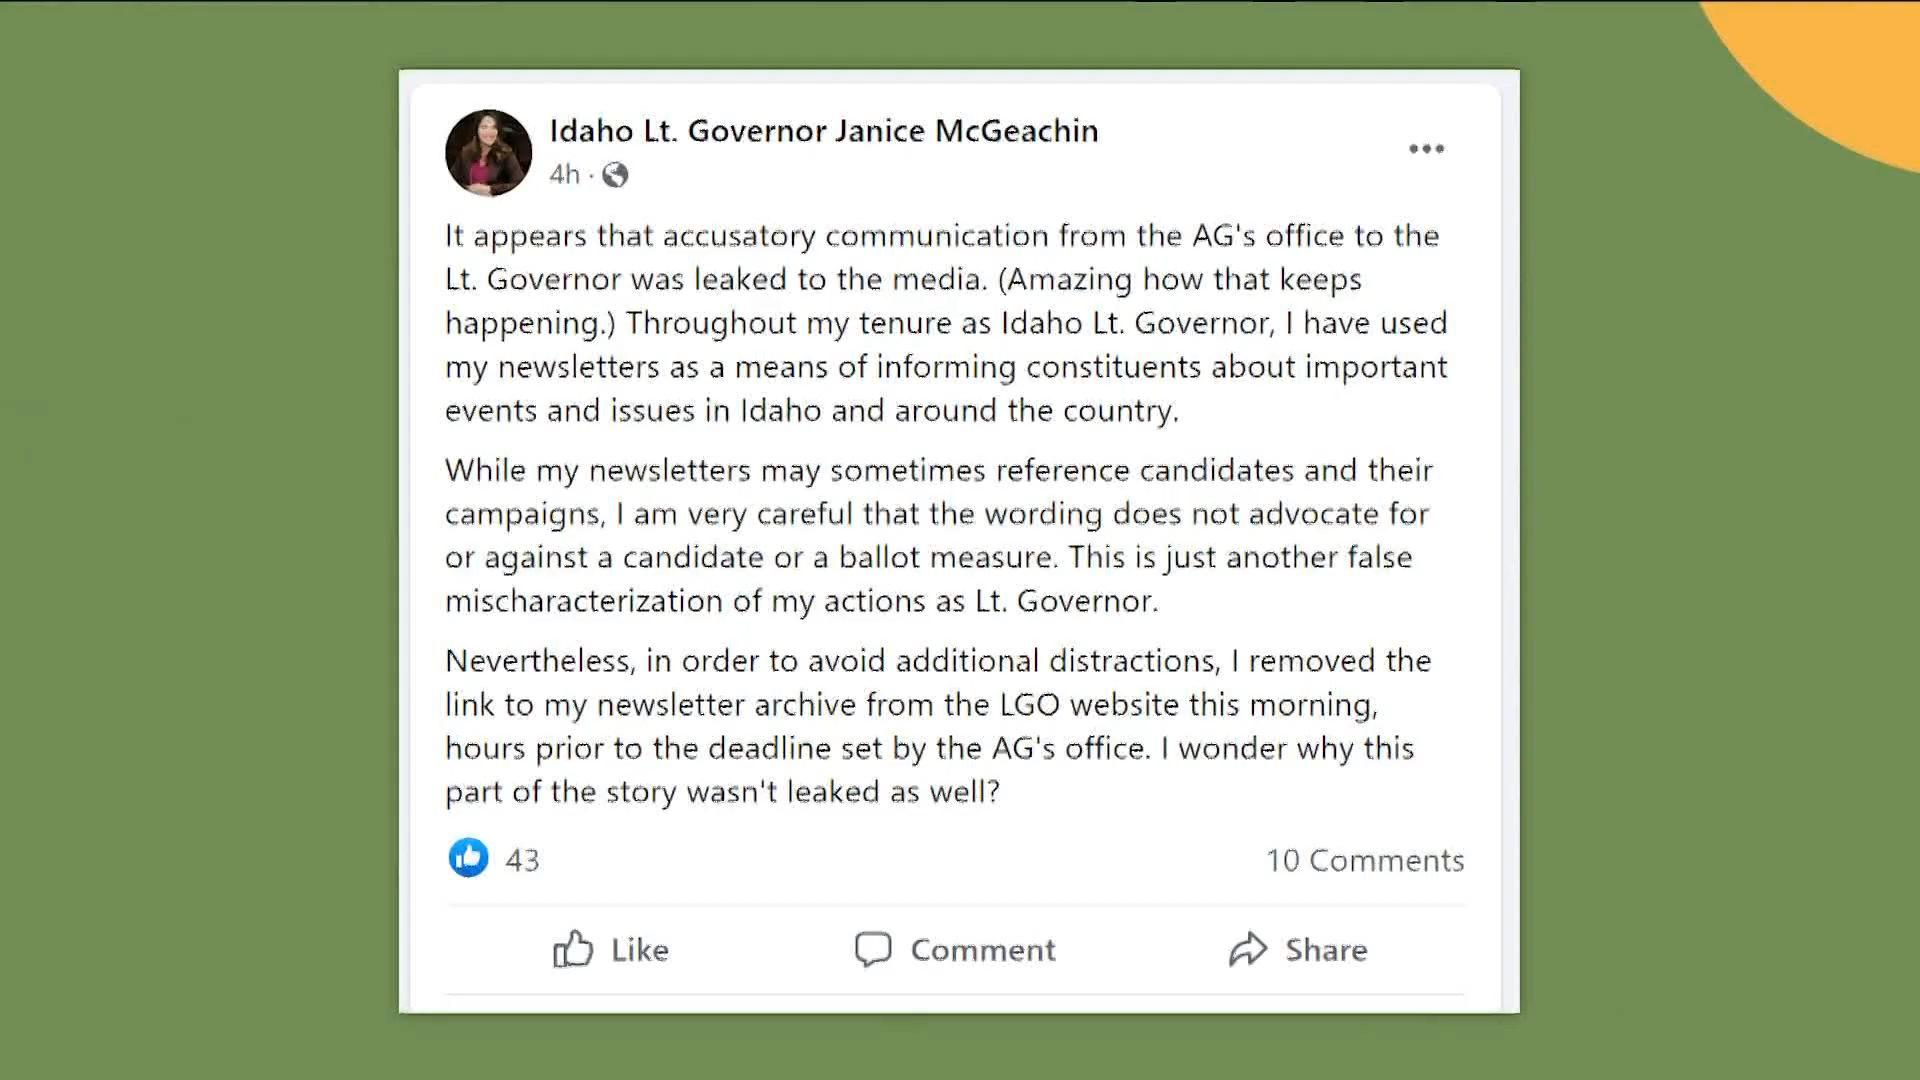 Idaho Lt. Governor Janice McGeachin
4h ·
It appears that accusatory communication from the AG's office to the
Lt. Governor was leaked to the media. (Amazing how that keeps
happening.) Throughout my tenure as Idaho Lt. Governor, I have used
my newsletters as a means of informing constituents about important
events and issues in Idaho and around the country.
While my newsletters may sometimes reference candidates and their
campaigns, I am very careful that the wording does not advocate for
or against a candidate or a ballot measure. This is just another false
mischaracterization of my actions as Lt. Governor.
Nevertheless, in order to avoid additional distractions, I removed the
link to my newsletter archive from the LGO website this morning,
hours prior to the deadline set by the AG's office. I wonder why this
part of the story wasn't leaked as well?
43 10 Comments
Like Comment Share